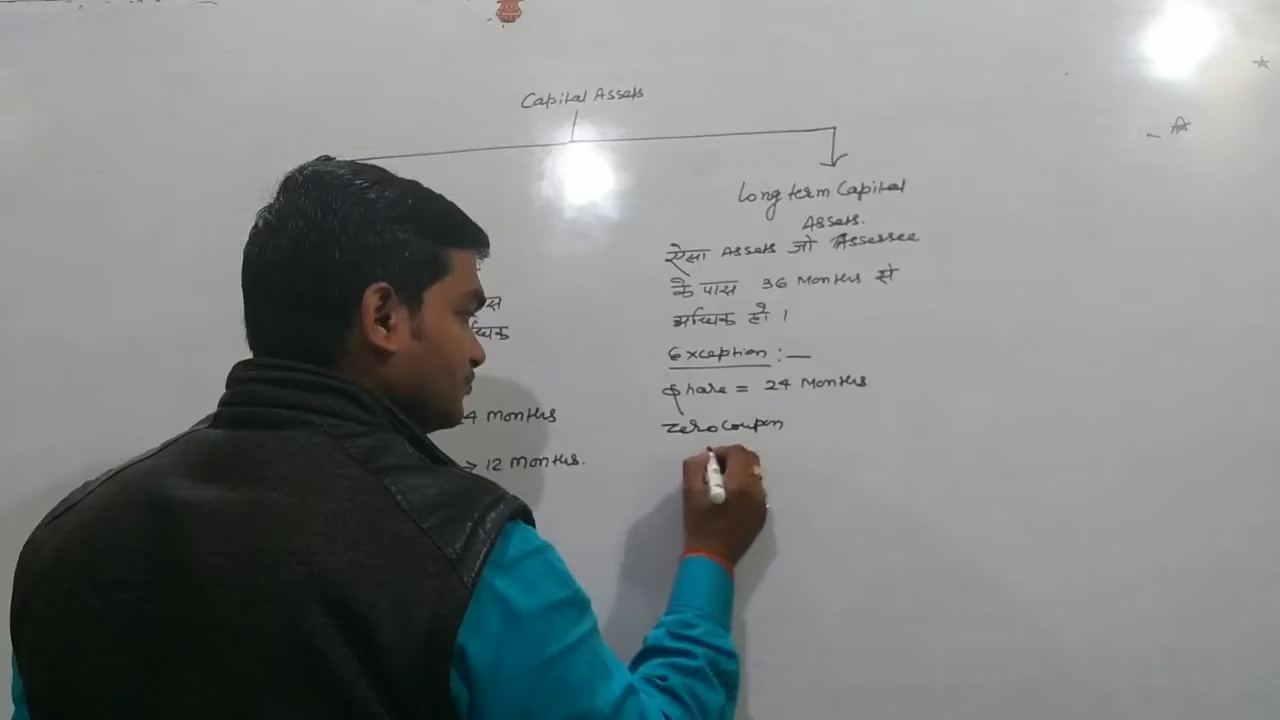 Capital Assets
Long term Capital
Assets.
ऐसा Assets जो Assessee
के पास 36 Months से
अधिक हो ।
Exception :—
Share = 24 Months
Zero Coupon
4 Months
→ 12 Months.